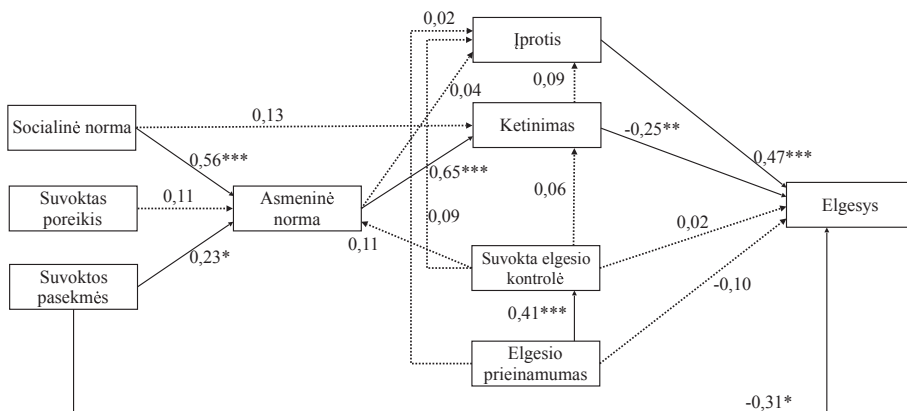 0,02
Įprotis
0,04
0,09
Socialinė norma
0,13
Ketinimas
-0,25**
0,56***
0,65***
0,47***
Suvoktas
poreikis
0,11
Asmeninė
norma
0,06
Elgesys
0,09
0,02
0,11
Suvokta elgesio
kontrolė
0,23*
Suvoktos
pasekmės
-0,10
0,41***
Elgesio
prieinamumas
-0,31*